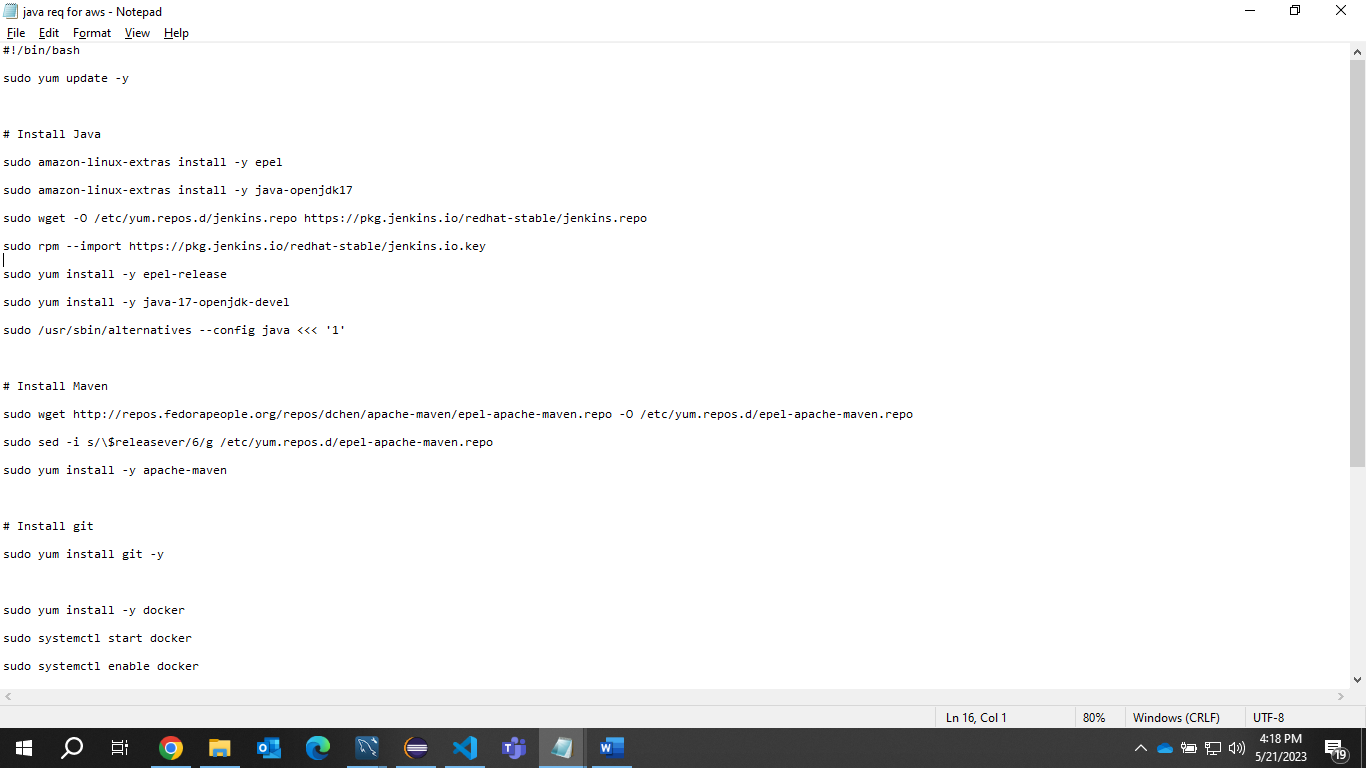 java req for aws - Notepad
File Edit Format View Help
#!/bin/bash
sudo yum update -y
# Install Java
sudo amazon-linux-extras install -y epel
sudo amazon-linux-extras install -y java-openjdk17
sudo wget -O /etc/yum.repos.d/jenkins.repo https://pkg.jenkins.io/redhat-stable/jenkins.repo
sudo rpm --import https://pkg.jenkins.io/redhat-stable/jenkins.io.key
sudo yum install -y epel-release
sudo yum install -y java-17-openjdk-devel
sudo /usr/sbin/alternatives --config java <<< '1'
# Install Maven
sudo wget http://repos.fedorapeople.org/repos/dchen/apache-maven/epel-apache-maven.repo -O /etc/yum.repos.d/epel-apache-maven.repo
sudo sed -i s/\$releasever/6/g /etc/yum.repos.d/epel-apache-maven.repo
sudo yum install -y apache-maven
# Install git
sudo yum install git -y
sudo yum install -y docker
sudo systemctl start docker
sudo systemctl enable docker
Ln 16, Col 1 80% Windows (CRLF) UTF-8
4:18 PM
5/21/2023
19